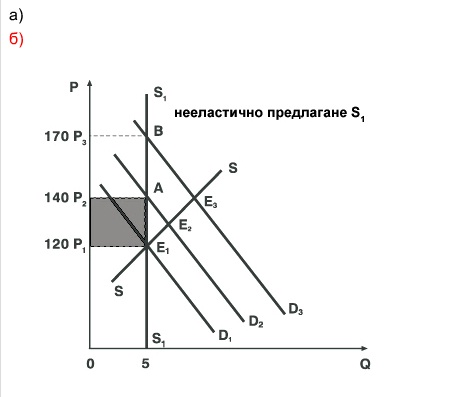 а)
б)
P
S₁
нееластично предлагане S₁
170 P₃
B
S
140 P₂
A
E₃
E₂
120 P₁
E₁
S
D₃
D₂
D₁
S₁
0
5
Q